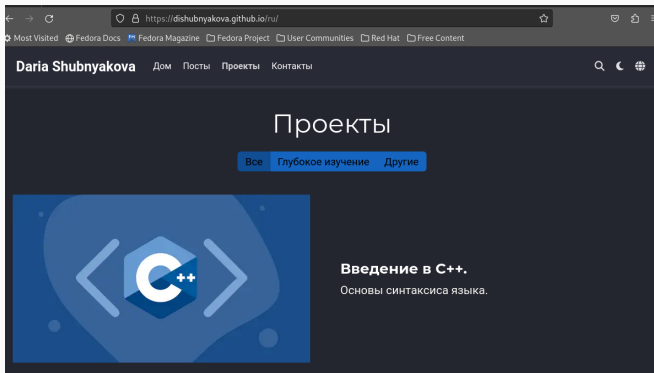 https://dishubnyakova.github.io/ru/
Most Visited Fedora Docs Fedora Magazine Fedora Project User Communities Red Hat Free Content
Daria Shubnyakova Дом Посты Проекты Контакты
Проекты
Все Глубокое изучение Другие
C++
Введение в C++.
Основы синтаксиса языка.